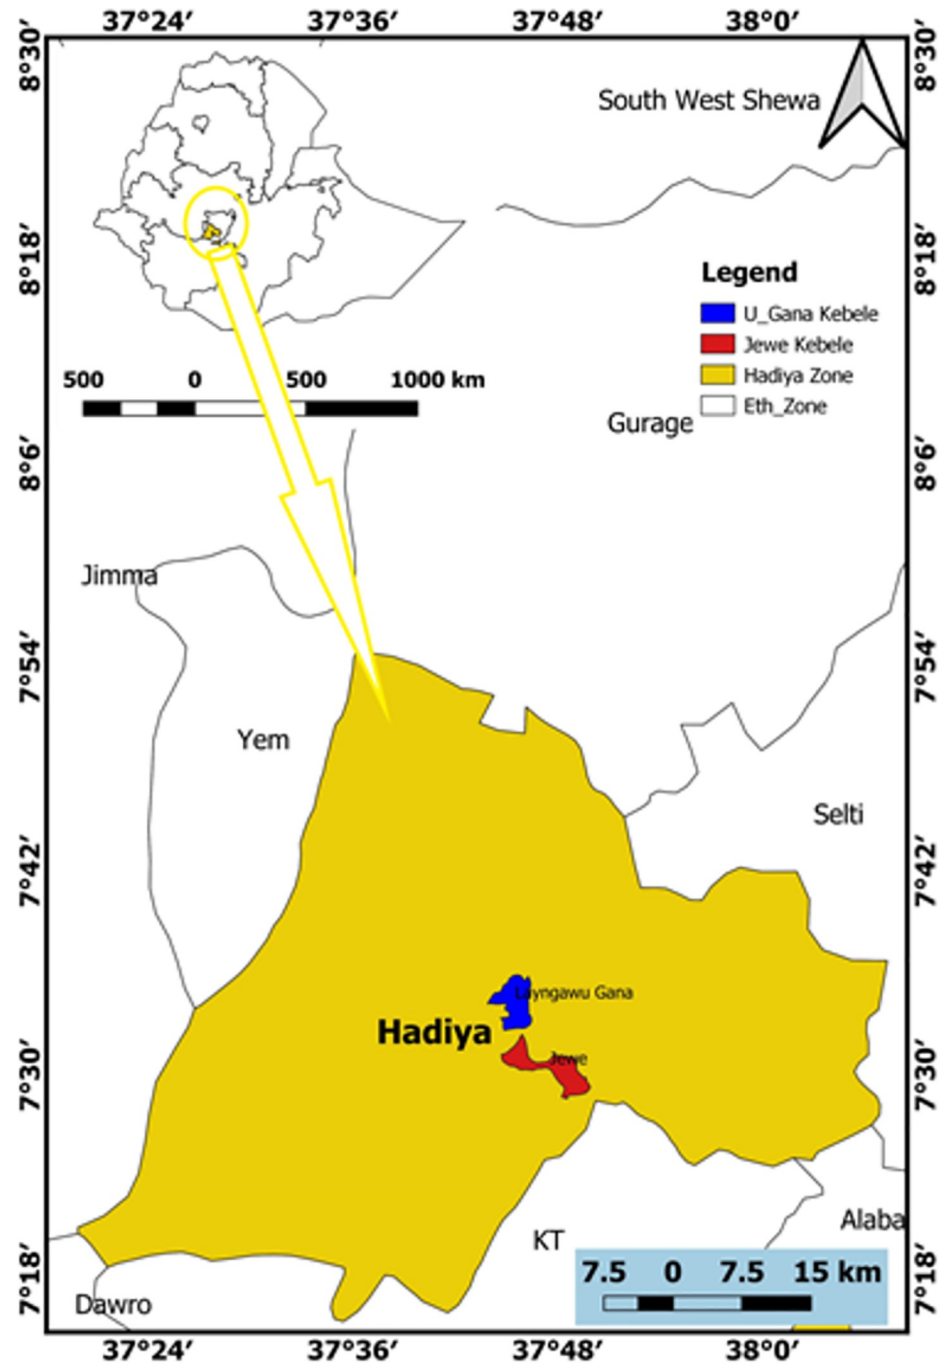 37°24′ 37°36′ 37°48′ 38°0′
8°30′ 8°30′
South West Shewa
8°18′ 8°18′
Legend
U_Gana Kebele
Jewe Kebele
Hadiya Zone
Eth_Zone
500 0 500 1000 km
Gurage
8°6′ 8°6′
Jimma
7°54′ 7°54′
Yem
Selti
7°42′ 7°42′
Layngawu Gana
Hadiya
Jewe
7°30′ 7°30′
Alaba
KT
7°18′ 7°18′
7.5 0 7.5 15 km
Dawro
37°24′ 37°36′ 37°48′ 38°0′